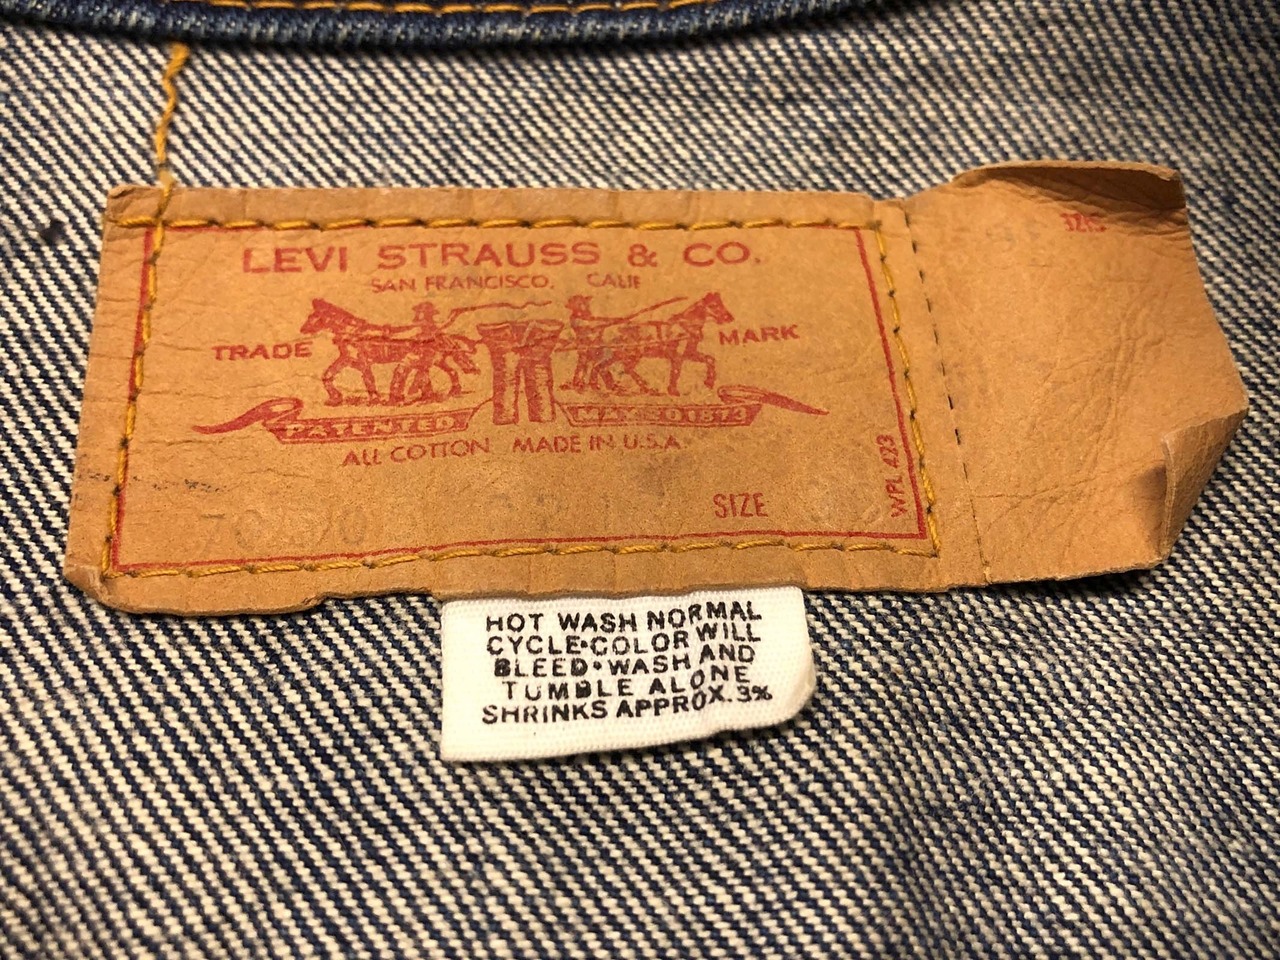 LEVI STRAUSS & CO.
SAN FRANCISCO, CALIF
TRADE MARK
PATENTED MAY 20 1873
ALL COTTON MADE IN U.S.A.
SIZE
WPL 423
HOT WASH NORMAL
CYCLE•COLOR WILL
BLEED•WASH AND
TUMBLE ALONE
SHRINKS APPROX. 3%